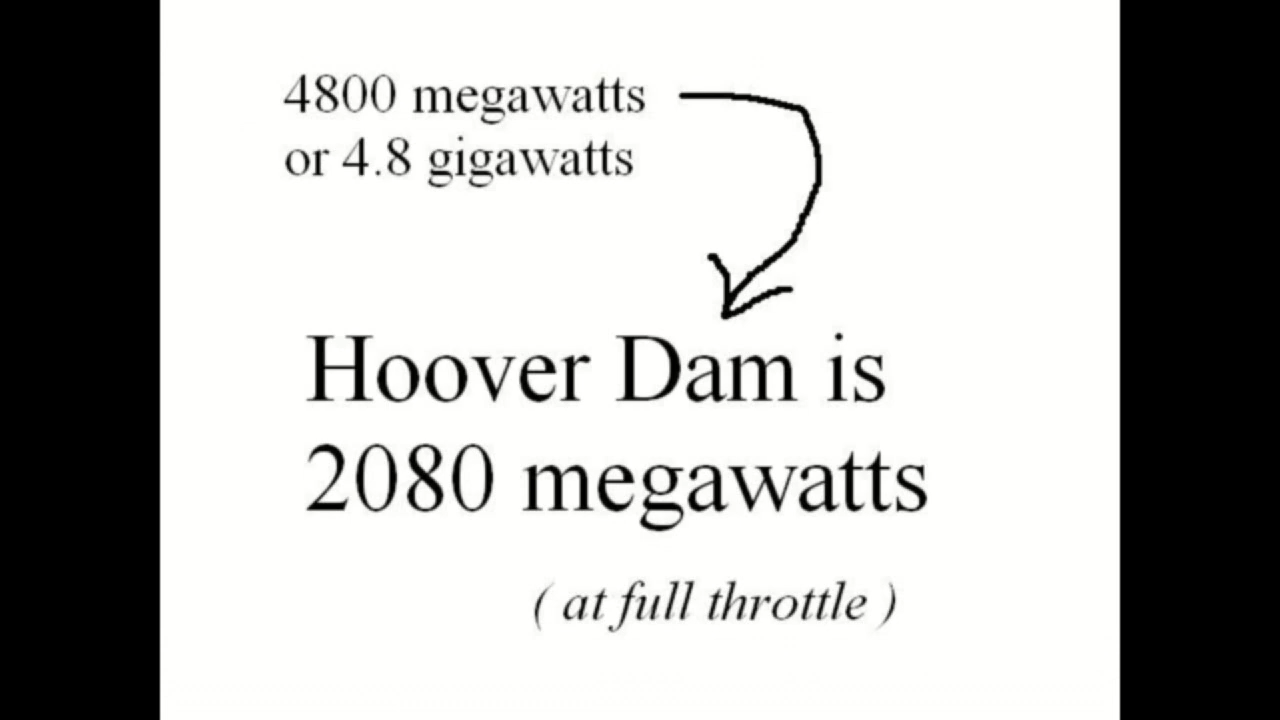 4800 megawatts
or 4.8 gigawatts
Hoover Dam is
2080 megawatts
( at full throttle )